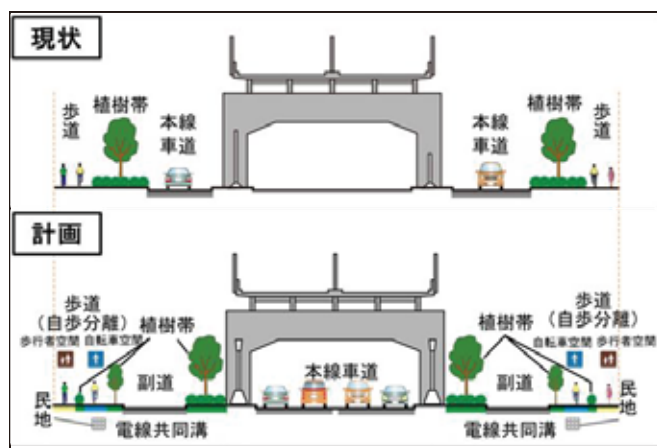 現状
植樹帯
歩道
本線
車道
本線
車道
植樹帯
歩道
計画
歩道
(自歩分離)
歩行者空間
自転車空間
植樹帯
本線車道
植樹帯
歩道
(自歩分離)
自転車空間
歩行者空間
副道
副道
民地
民地
電線共同溝
電線共同溝